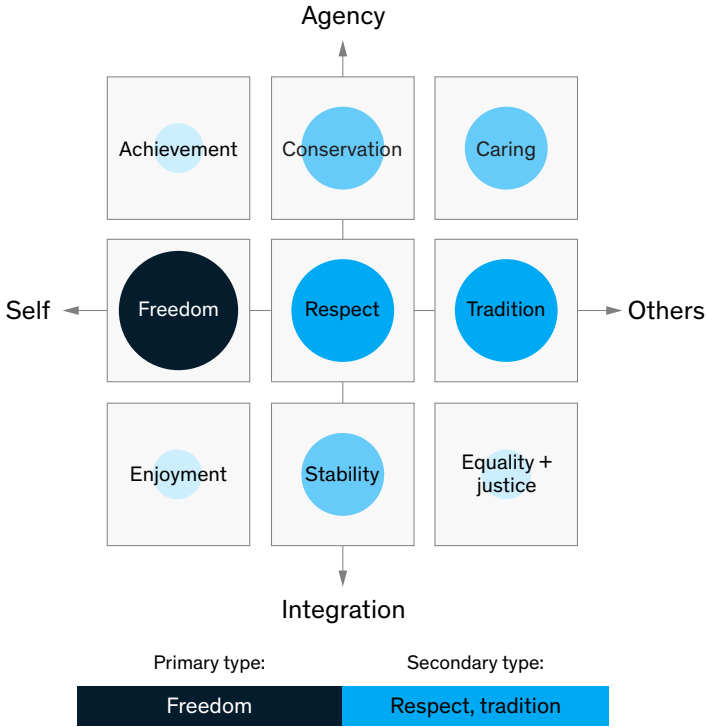 Agency
Achievement
Conservation
Caring
Self
Freedom
Respect
Tradition
Others
Enjoyment
Stability
Equality +
justice
Integration
Primary type:
Secondary type:
Freedom
Respect, tradition